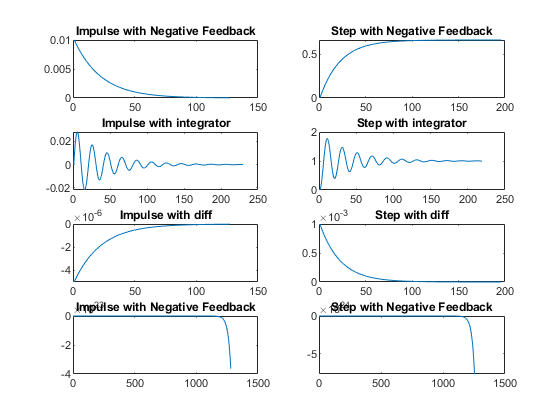 Impulse with Negative Feedback
0.01
0.005
0
0 50 100 150
Step with Negative Feedback
0.5
0
0 50 100 150 200
Impulse with integrator
0.02
0
-0.02
0 50 100 150 200 250
Step with integrator
2
1
0
0 50 100 150 200 250
Impulse with diff
×10-6
0
-2
-4
0 50 100 150
Step with diff
×10-3
1
0.5
0
0 50 100 150 200
Impulse with Negative Feedback
0
-2
-4
0 500 1000 1500
Step with Negative Feedback
0
-5
0 500 1000 1500